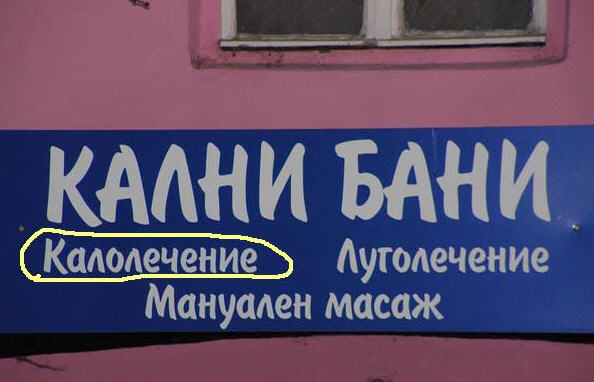 КАЛНИ БАНИ
Калолечение Луголечение
Мануален масаж